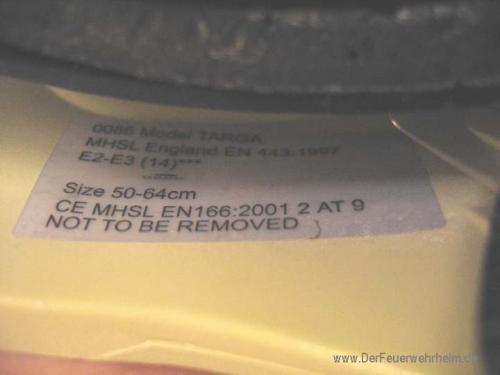 0086 Model TARGA
MHSL England EN 443:1997
E2-E3 (14)***
Size 50-64cm
CE MHSL EN166:2001 2 AT 9
NOT TO BE REMOVED
www.DerFeuerwehrhelm.de